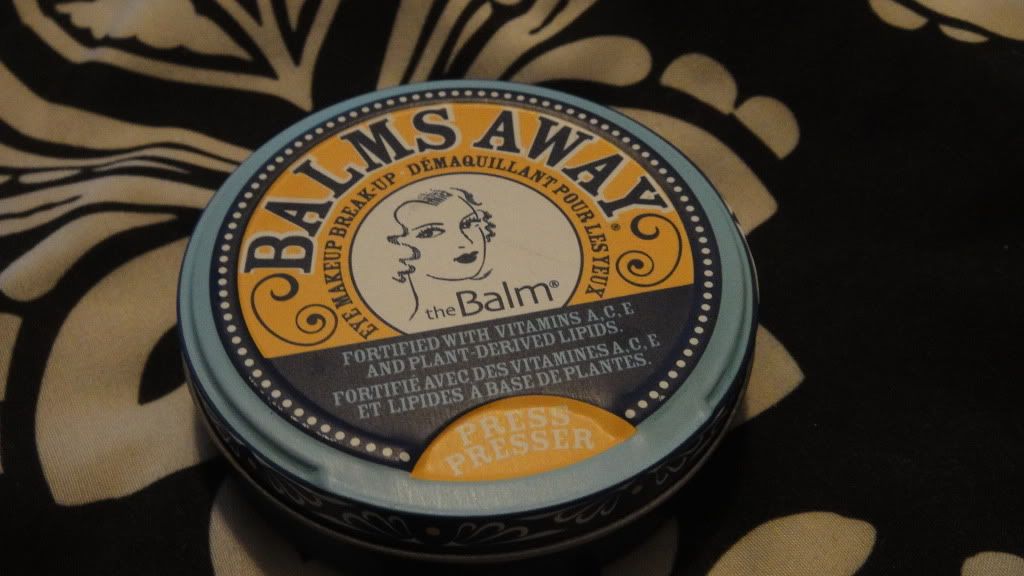 BALMS AWAY®
EYE MAKEUP BREAK-UP · DÉMAQUILLANT POUR LES YEUX
theBalm®
FORTIFIED WITH VITAMINS A, C, E
AND PLANT-DERIVED LIPIDS.
FORTIFIÉ AVEC DES VITAMINES A, C, E
ET LIPIDES À BASE DE PLANTES.
PRESS
PRESSER